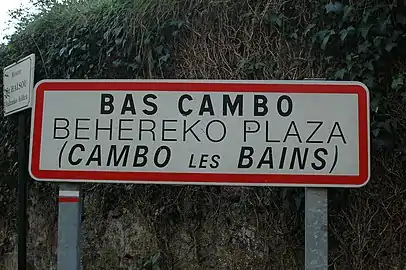 BAS CAMBO
BEHEREKO PLAZA
(CAMBO LES BAINS)